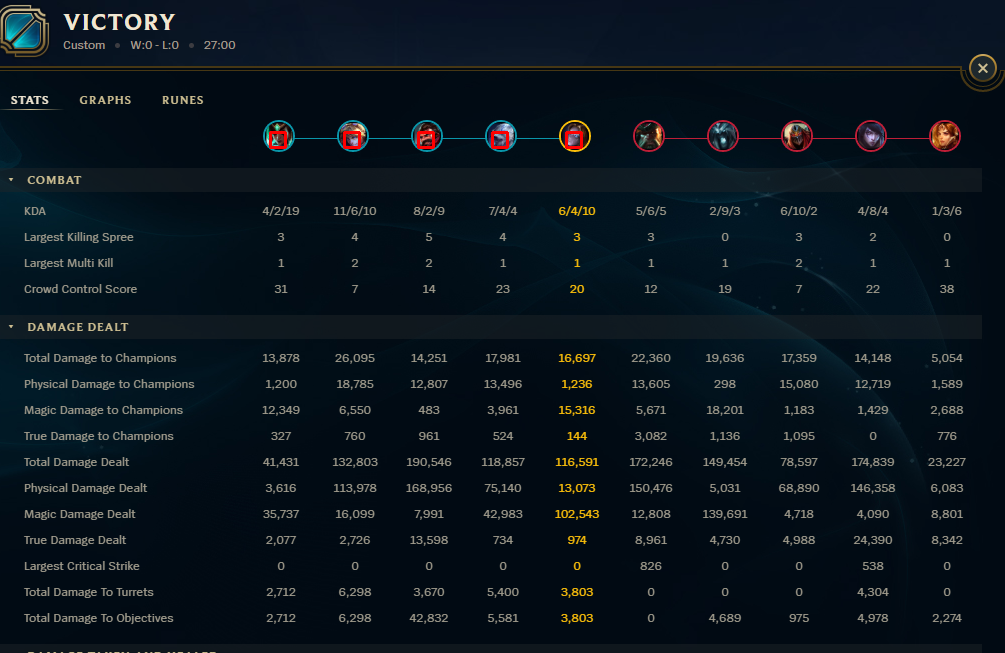 VICTORY
Custom • W:0 - L:0 • 27:00
STATS GRAPHS RUNES
COMBAT
KDA 4/2/19 11/6/10 8/2/9 7/4/4 6/4/10 5/6/5 2/9/3 6/10/2 4/8/4 1/3/6
Largest Killing Spree 3 4 5 4 3 3 0 3 2 0
Largest Multi Kill 1 2 2 1 1 1 1 2 1 1
Crowd Control Score 31 7 14 23 20 12 19 7 22 38
DAMAGE DEALT
Total Damage to Champions 13,878 26,095 14,251 17,981 16,697 22,360 19,636 17,359 14,148 5,054
Physical Damage to Champions 1,200 18,785 12,807 13,496 1,236 13,605 298 15,080 12,719 1,589
Magic Damage to Champions 12,349 6,550 483 3,961 15,316 5,671 18,201 1,183 1,429 2,688
True Damage to Champions 327 760 961 524 144 3,082 1,136 1,095 0 776
Total Damage Dealt 41,431 132,803 190,546 118,857 116,591 172,246 149,454 78,597 174,839 23,227
Physical Damage Dealt 3,616 113,978 168,956 75,140 13,073 150,476 5,031 68,890 146,358 6,083
Magic Damage Dealt 35,737 16,099 7,991 42,983 102,543 12,808 139,691 4,718 4,090 8,801
True Damage Dealt 2,077 2,726 13,598 734 974 8,961 4,730 4,988 24,390 8,342
Largest Critical Strike 0 0 0 0 0 826 0 0 538 0
Total Damage To Turrets 2,712 6,298 3,670 5,400 3,803 0 0 0 4,304 0
Total Damage To Objectives 2,712 6,298 42,832 5,581 3,803 0 4,689 975 4,978 2,274